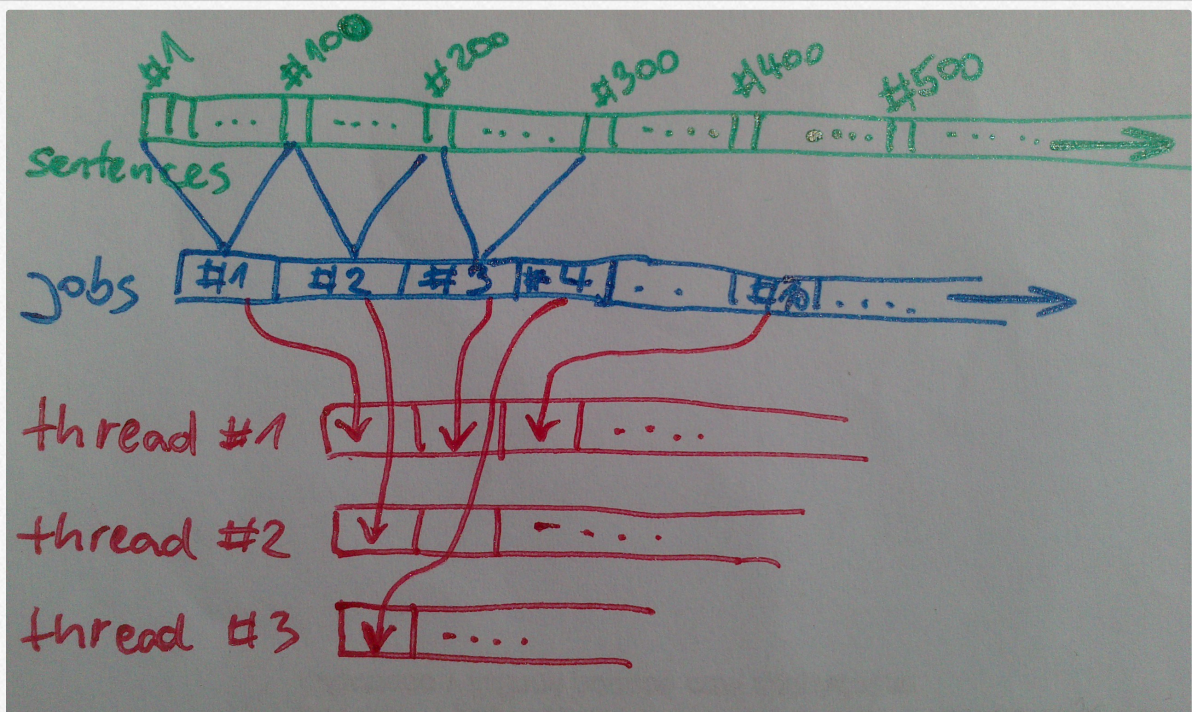 #1 #100 #200 #300 #400 #500
....  ....  ....  ....  ....  ....
sentences
jobs #1 #2 #3 #4 .. ....
thread #1 ....
thread #2 ....
thread #3 ....